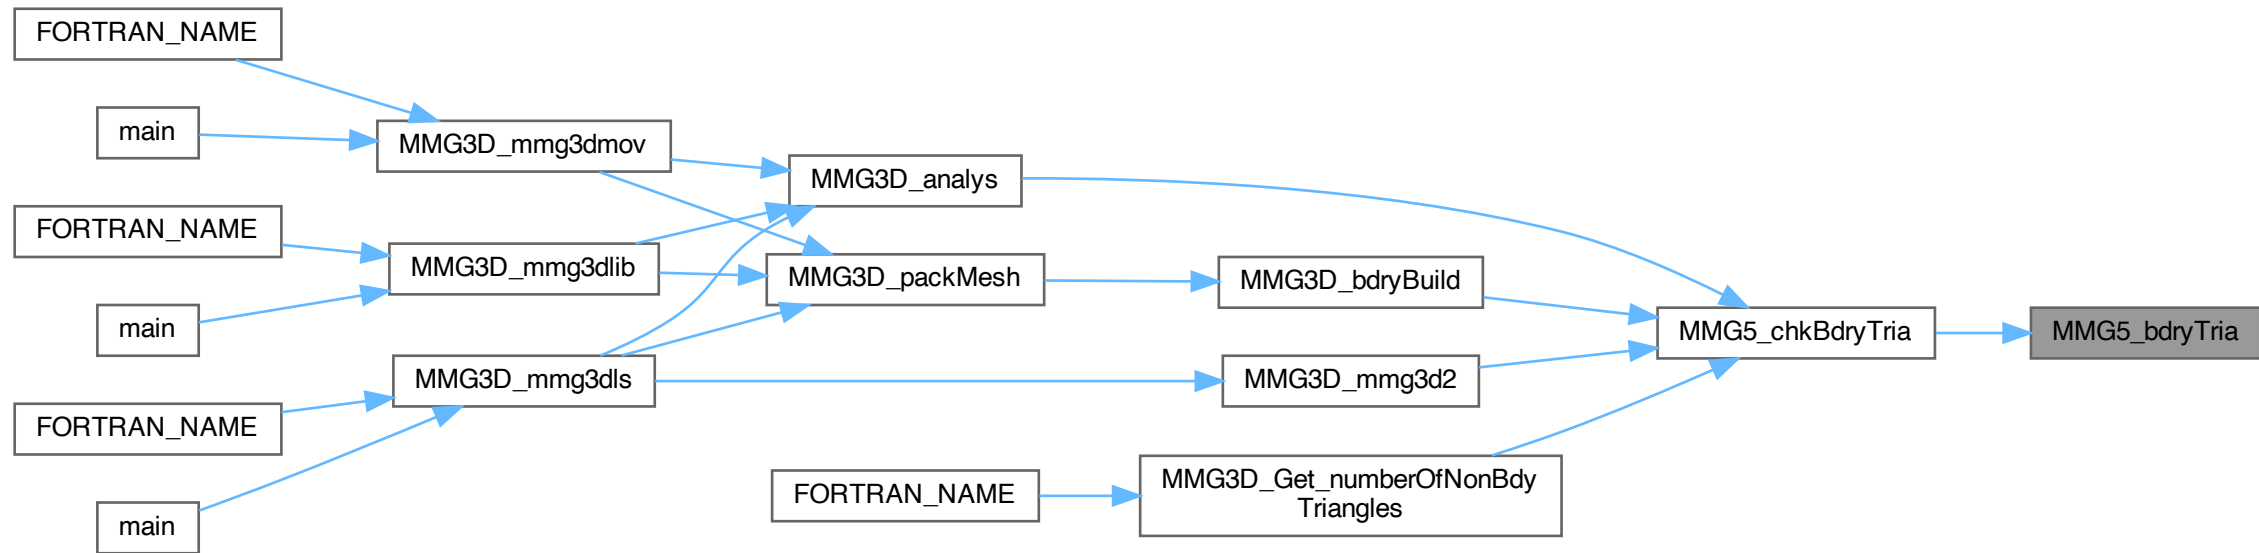 FORTRAN_NAME
main
MMG3D_mmg3dmov
MMG3D_analys
FORTRAN_NAME
MMG3D_mmg3dlib
MMG3D_packMesh
MMG3D_bdryBuild
main
MMG5_chkBdryTria
MMG5_bdryTria
MMG3D_mmg3dls
MMG3D_mmg3d2
FORTRAN_NAME
main
FORTRAN_NAME
MMG3D_Get_numberOfNonBdy
Triangles